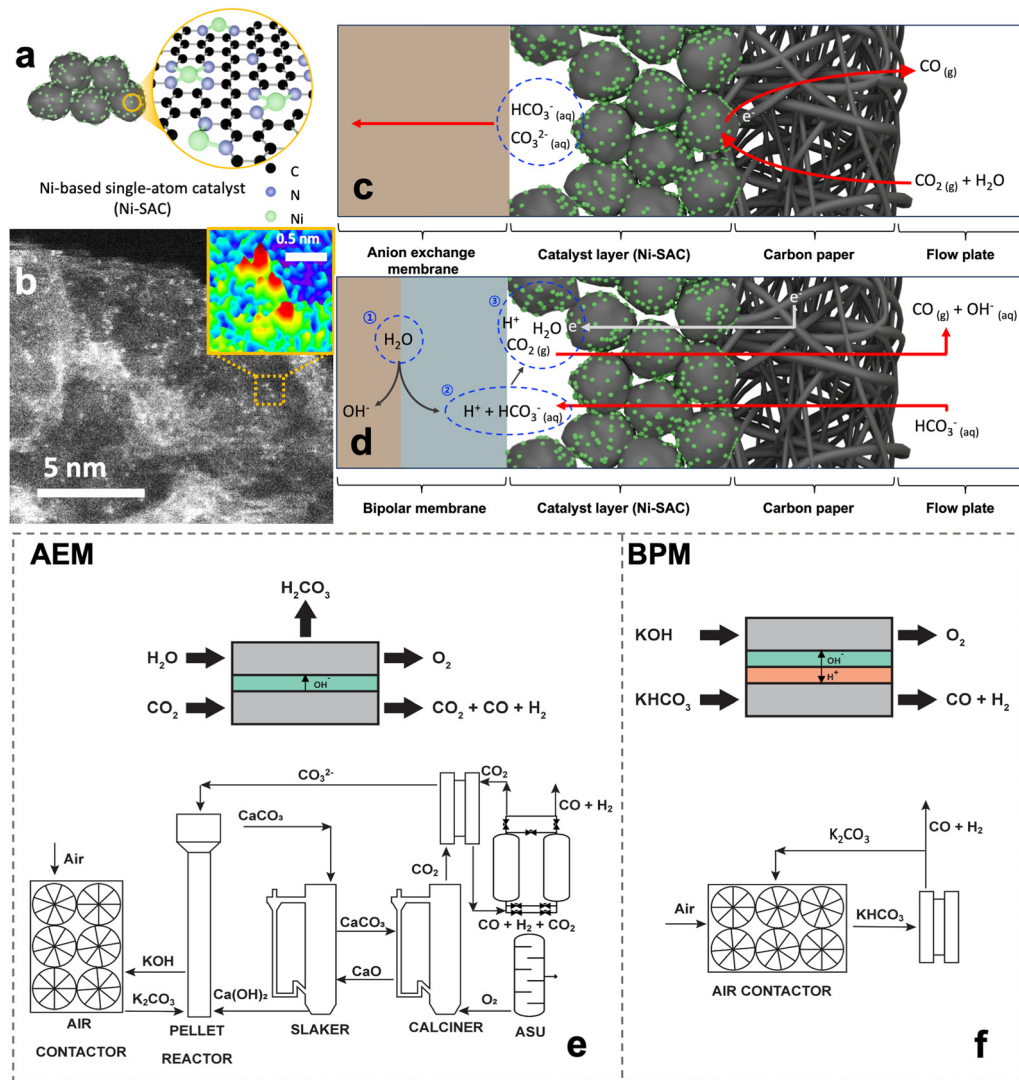 a
Ni-based single-atom catalyst
(Ni-SAC)
C
N
Ni
b
0.5 nm
5 nm
c
HCO₃⁻ (aq)
CO₃²⁻ (aq)
e⁻
CO (g)
CO₂ (g) + H₂O
Anion exchange
membrane
Catalyst layer (Ni-SAC)
Carbon paper
Flow plate
d
①
H₂O
OH⁻
②
H⁺ + HCO₃⁻ (aq)
③
H⁺
H₂O
CO₂ (g)
e⁻
e⁻
CO (g) + OH⁻ (aq)
HCO₃⁻ (aq)
Bipolar membrane
Catalyst layer (Ni-SAC)
Carbon paper
Flow plate
AEM
H₂CO₃
H₂O
O₂
OH⁻
CO₂
CO₂ + CO + H₂
CO₃²⁻
CO₂
CO + H₂
CaCO₃
Air
CO₂
CaCO₃
CO + H₂ + CO₂
KOH
CaO
K₂CO₃
Ca(OH)₂
O₂
AIR
CONTACTOR
PELLET
REACTOR
SLAKER
CALCINER
ASU
e
BPM
KOH
O₂
OH⁻
H⁺
KHCO₃
CO + H₂
K₂CO₃
CO + H₂
Air
KHCO₃
AIR CONTACTOR
f